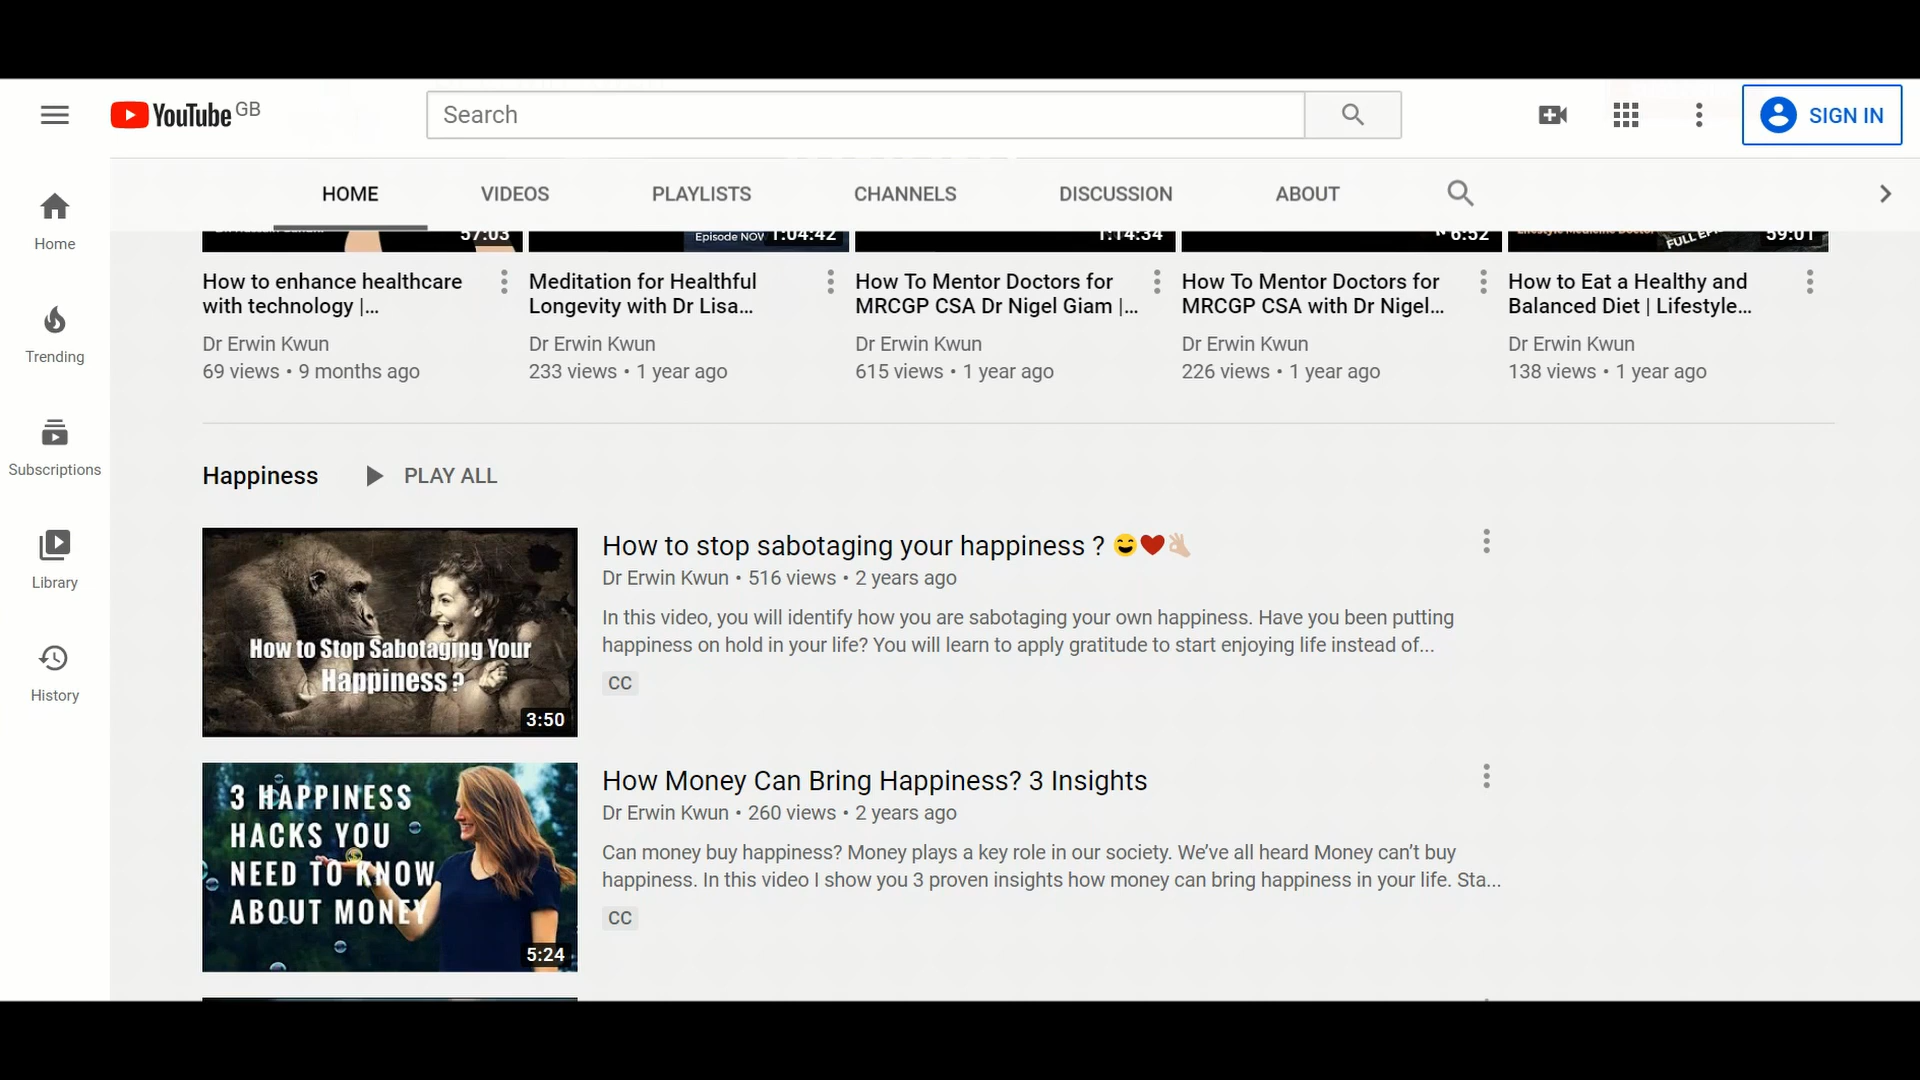 YouTube GB
Search
SIGN IN
HOME
VIDEOS
PLAYLISTS
CHANNELS
DISCUSSION
ABOUT
Home
Trending
Subscriptions
Library
History
57:03
Episode NOV 1:04:42
1:14:34
6:52
FULL
59:01
How to enhance healthcare
with technology |...
Dr Erwin Kwun
69 views • 9 months ago
Meditation for Healthful
Longevity with Dr Lisa...
Dr Erwin Kwun
233 views • 1 year ago
How To Mentor Doctors for
MRCGP CSA Dr Nigel Giam |...
Dr Erwin Kwun
615 views • 1 year ago
How To Mentor Doctors for
MRCGP CSA with Dr Nigel...
Dr Erwin Kwun
226 views • 1 year ago
How to Eat a Healthy and
Balanced Diet | Lifestyle...
Dr Erwin Kwun
138 views • 1 year ago
Happiness
PLAY ALL
How to Stop Sabotaging Your
Happiness ?
3:50
How to stop sabotaging your happiness ? 😄❤️👌🏻
Dr Erwin Kwun • 516 views • 2 years ago
In this video, you will identify how you are sabotaging your own happiness. Have you been putting
happiness on hold in your life? You will learn to apply gratitude to start enjoying life instead of...
CC
3 HAPPINESS
HACKS YOU
NEED TO KNOW
ABOUT MONEY
5:24
How Money Can Bring Happiness? 3 Insights
Dr Erwin Kwun • 260 views • 2 years ago
Can money buy happiness? Money plays a key role in our society. We've all heard Money can't buy
happiness. In this video I show you 3 proven insights how money can bring happiness in your life. Sta...
CC